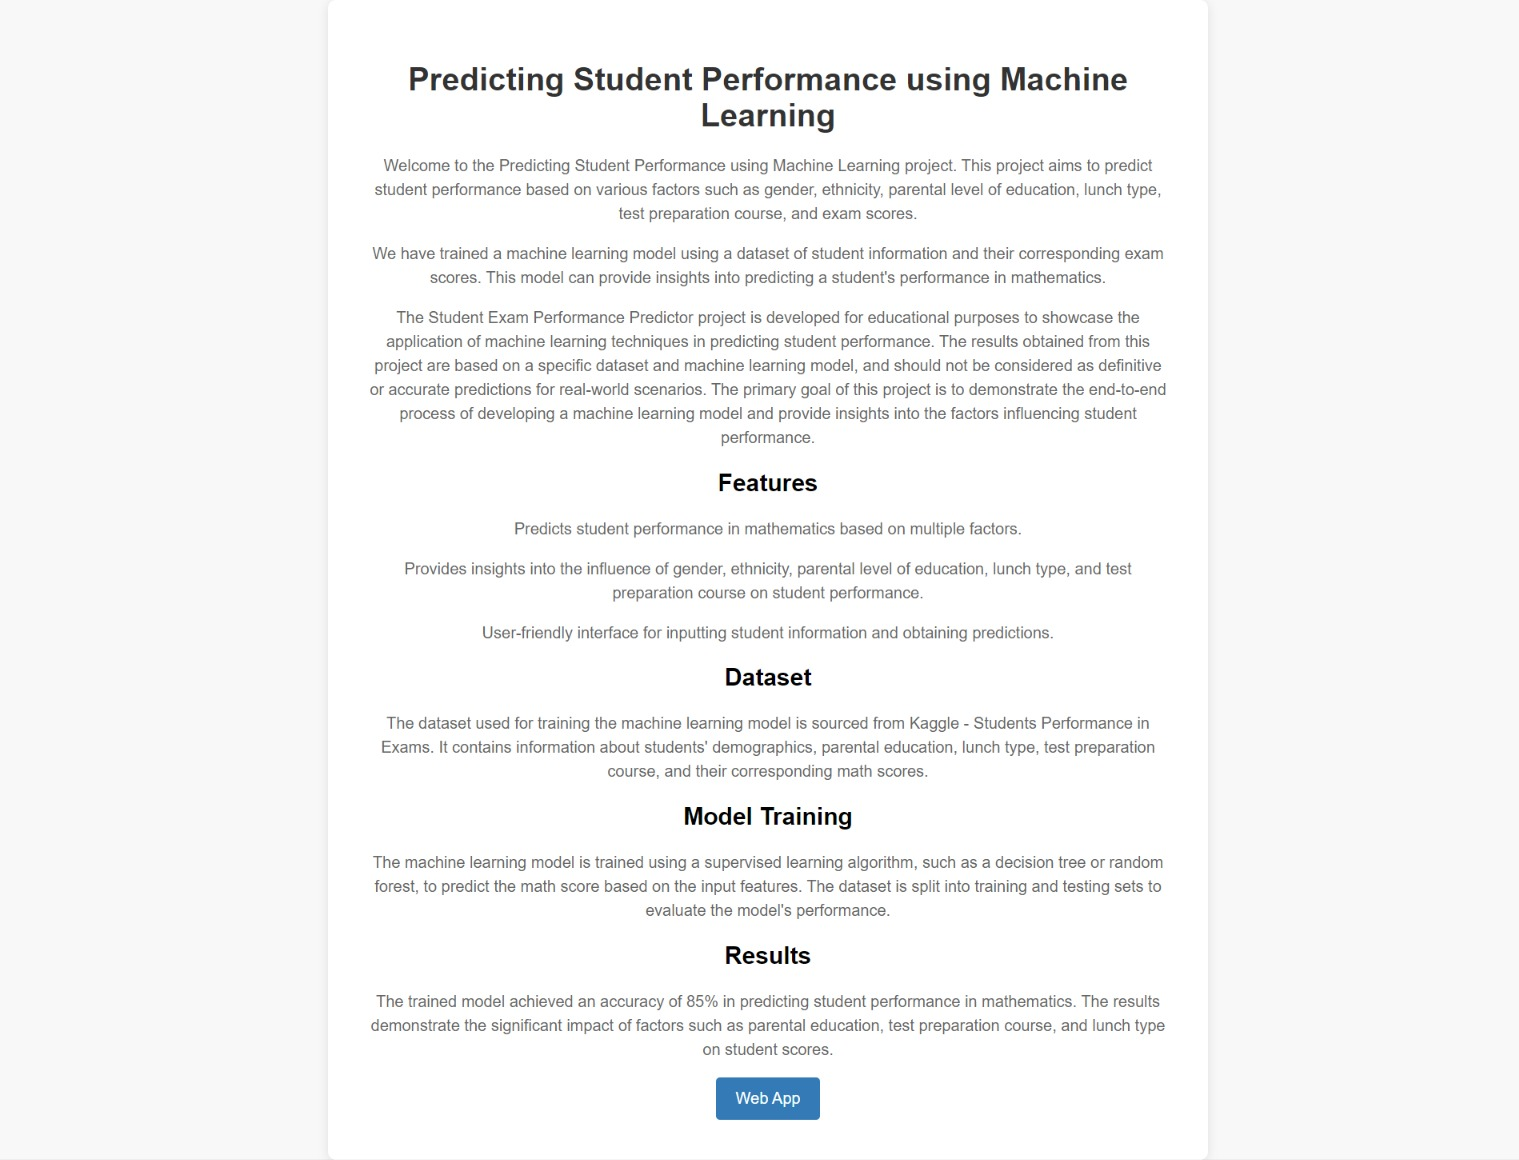 Predicting Student Performance using Machine
Learning
Welcome to the Predicting Student Performance using Machine Learning project. This project aims to predict
student performance based on various factors such as gender, ethnicity, parental level of education, lunch type,
test preparation course, and exam scores.
We have trained a machine learning model using a dataset of student information and their corresponding exam
scores. This model can provide insights into predicting a student's performance in mathematics.
The Student Exam Performance Predictor project is developed for educational purposes to showcase the
application of machine learning techniques in predicting student performance. The results obtained from this
project are based on a specific dataset and machine learning model, and should not be considered as definitive
or accurate predictions for real-world scenarios. The primary goal of this project is to demonstrate the end-to-end
process of developing a machine learning model and provide insights into the factors influencing student
performance.
Features
Predicts student performance in mathematics based on multiple factors.
Provides insights into the influence of gender, ethnicity, parental level of education, lunch type, and test
preparation course on student performance.
User-friendly interface for inputting student information and obtaining predictions.
Dataset
The dataset used for training the machine learning model is sourced from Kaggle - Students Performance in
Exams. It contains information about students' demographics, parental education, lunch type, test preparation
course, and their corresponding math scores.
Model Training
The machine learning model is trained using a supervised learning algorithm, such as a decision tree or random
forest, to predict the math score based on the input features. The dataset is split into training and testing sets to
evaluate the model's performance.
Results
The trained model achieved an accuracy of 85% in predicting student performance in mathematics. The results
demonstrate the significant impact of factors such as parental education, test preparation course, and lunch type
on student scores.
Web App